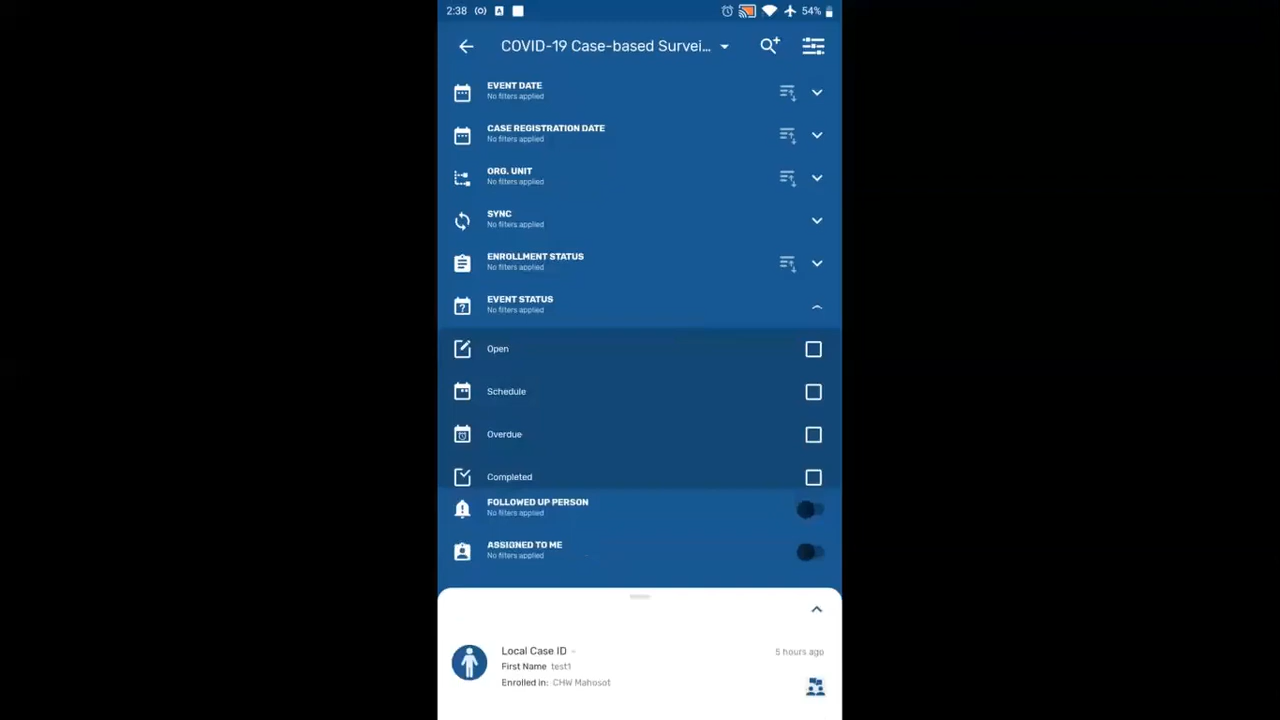 2:38
54%
COVID-19 Case-based Survei...
EVENT DATE
No filters applied
CASE REGISTRATION DATE
No filters applied
ORG. UNIT
No filters applied
SYNC
No filters applied
ENROLLMENT STATUS
No filters applied
EVENT STATUS
No filters applied
Open
Schedule
Overdue
Completed
FOLLOWED UP PERSON
No filters applied
ASSIGNED TO ME
No filters applied
Local Case ID -
5 hours ago
First Name test1
Enrolled in: CHW Mahosot